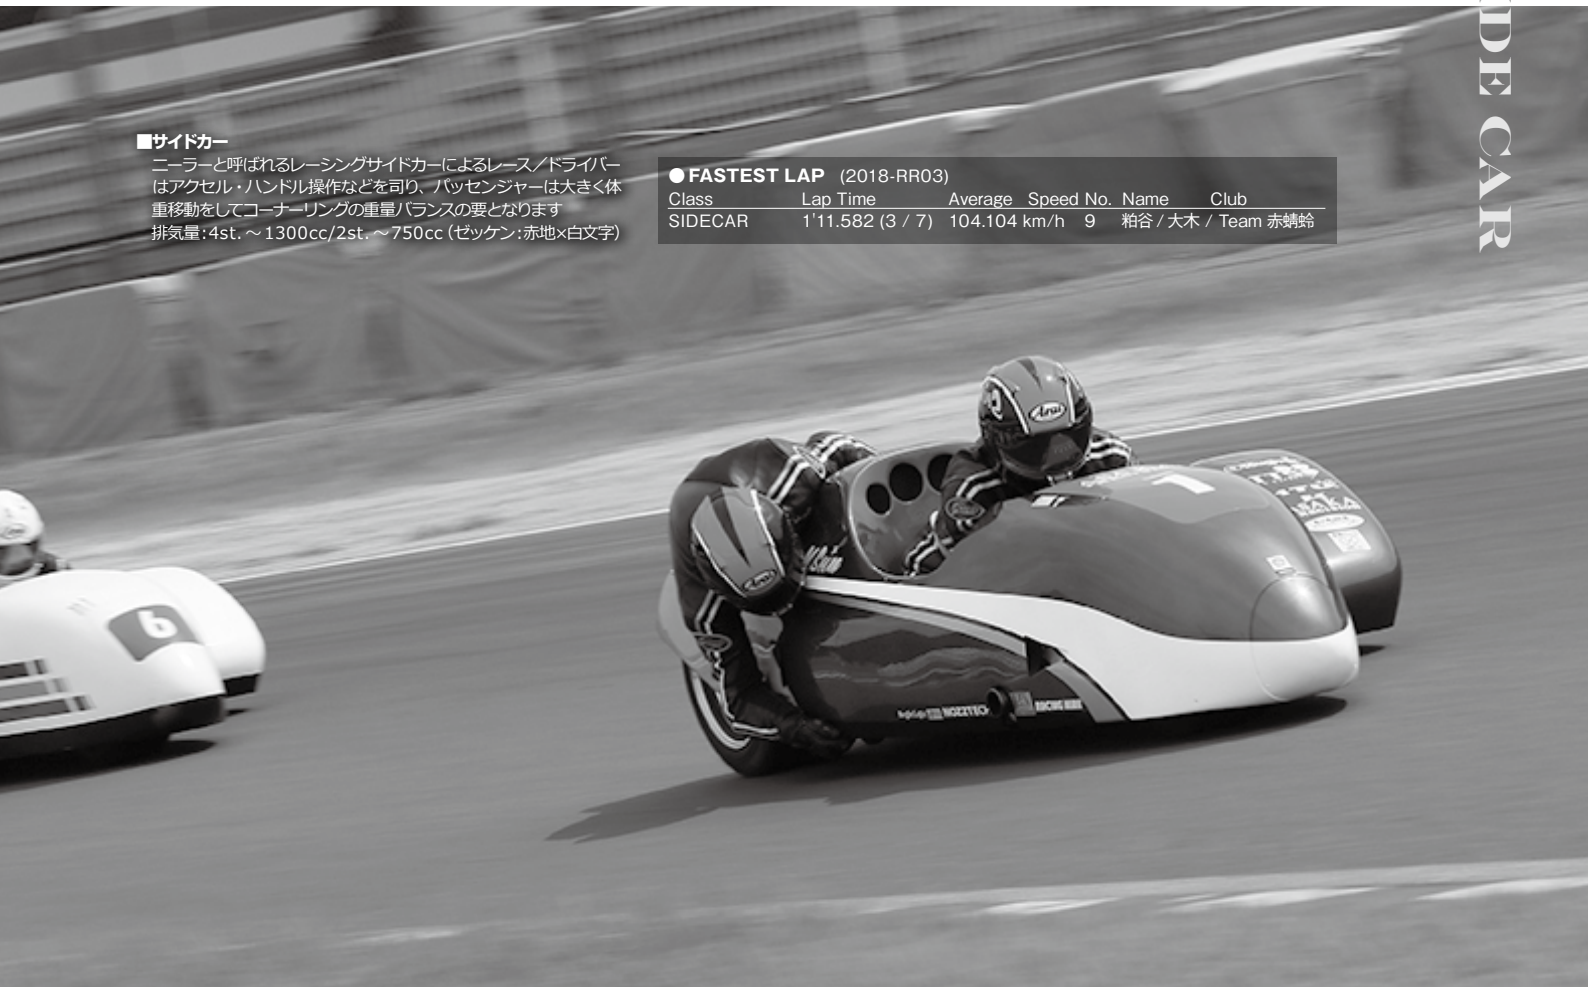 ■サイドカー
ニーラーと呼ばれるレーシングサイドカーによるレース／ドライバー
はアクセル・ハンドル操作などを司り、パッセンジャーは大きく体
重移動をしてコーナーリングの重量バランスの要となります
排気量：4st.～1300cc/2st.～750cc（ゼッケン：赤地×白文字）
●FASTEST LAP (2018-RR03)
Class Lap Time Average Speed No. Name Club
SIDECAR 1'11.582 (3 / 7) 104.104 km/h 9 粕谷 / 大木 / Team 赤蜻蛉
IDE CAR
Arai
1
6
NOZZTECH
RACING